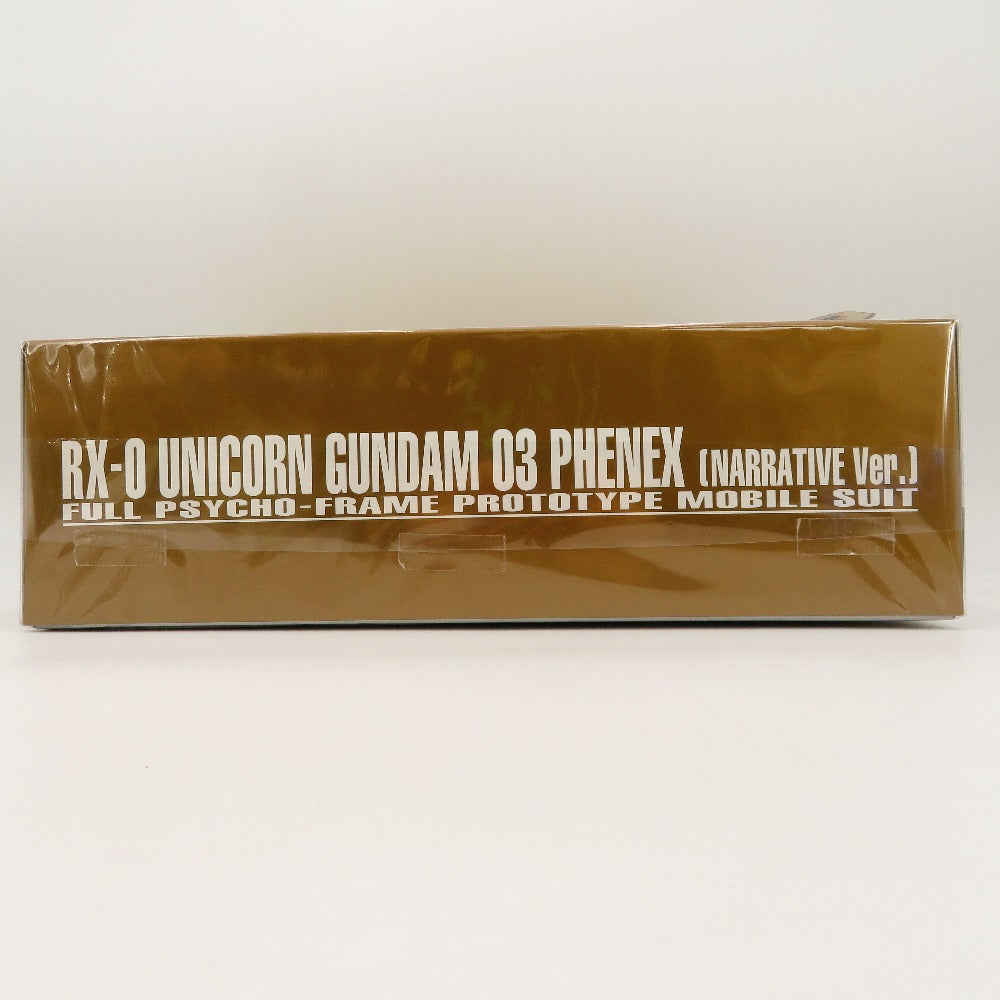 RX-0 UNICORN GUNDAM 03 PHENEX (NARRATIVE Ver.)
FULL PSYCHO-FRAME PROTOTYPE MOBILE SUIT